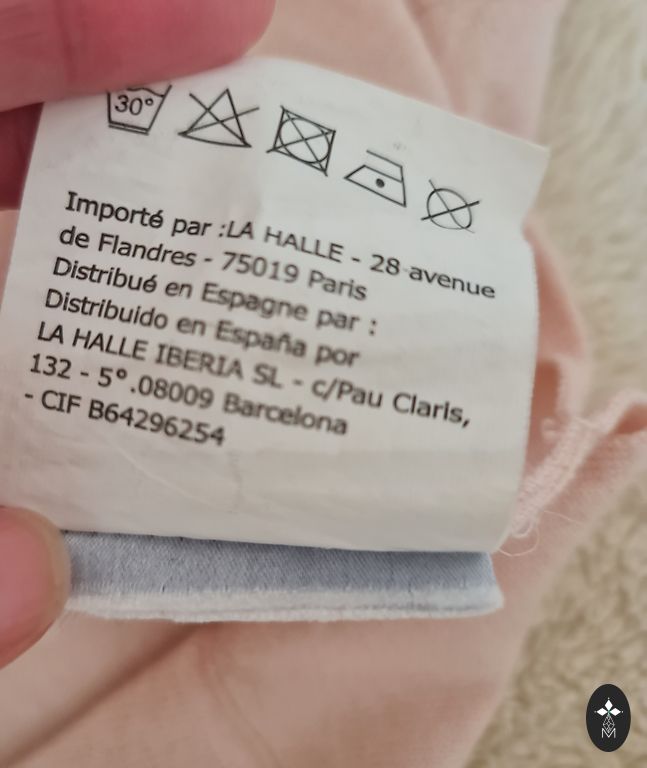 30°
Importé par :LA HALLE - 28 avenue
de Flandres - 75019 Paris
Distribué en Espagne par :
Distribuido en España por
LA HALLE IBERIA SL - c/Pau Claris,
132 - 5°.08009 Barcelona
- CIF B64296254
M